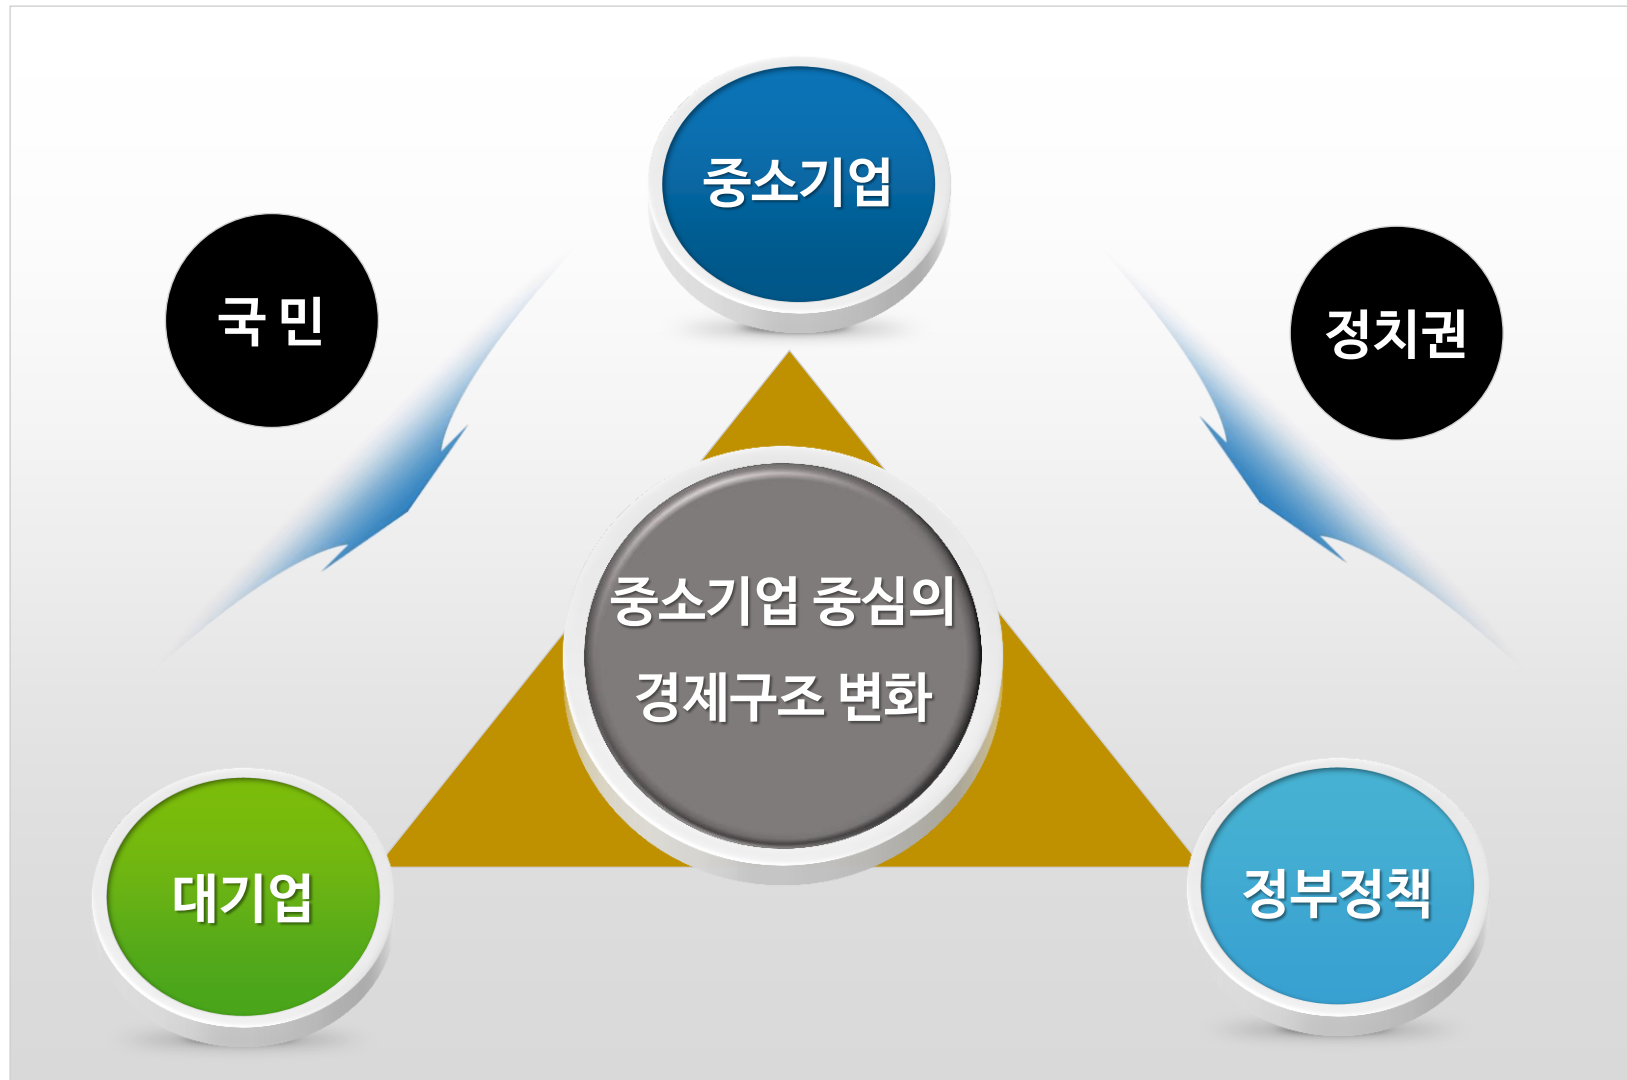 중소기업
국 민
정치권
중소기업 중심의
경제구조 변화
대기업
정부정책